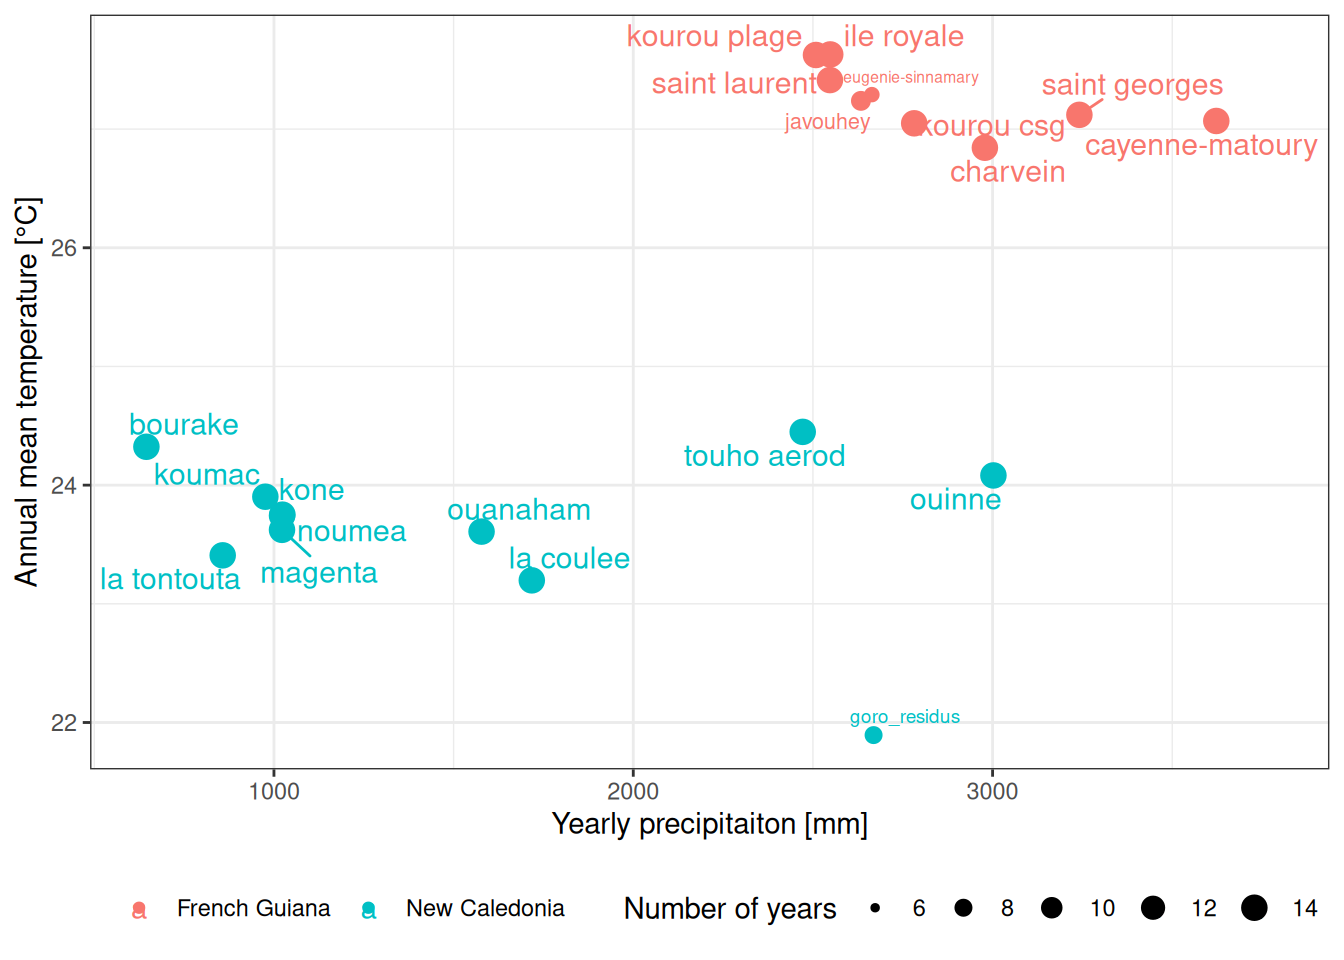 kourou plage
ile royale
saint laurent
eugenie-sinnamary
saint georges
javouhey
kourou csg
cayenne-matoury
charvein
Annual mean temperature [°C]
26
24
22
bourake
koumac
kone
noumea
magenta
la tontouta
ouanaham
la coulee
touho aerod
ouinne
goro_residus
1000
2000
3000
Yearly precipitaiton [mm]
a French Guiana
a New Caledonia
Number of years
6
8
10
12
14